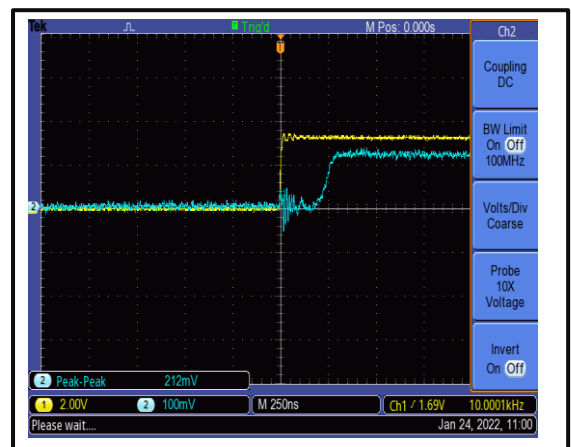 Tek
Trig'd
M Pos: 0.000s
Ch2
T
Coupling
DC
BW Limit
On Off
100MHz
2
Volts/Div
Coarse
Probe
10X
Voltage
Invert
On Off
2 Peak-Peak 212mV
1 2.00V 2 100mV M 250ns Ch1 1.69V 10.0001kHz
Please wait.... Jan 24, 2022, 11:00